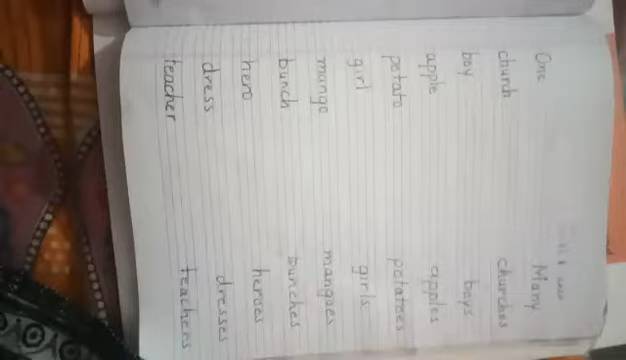 One Many
church churches
boy boys
apple apples
potato potatoes
girl girls
mango mangoes
bunch bunches
hero heroes
dress dresses
teacher teachers